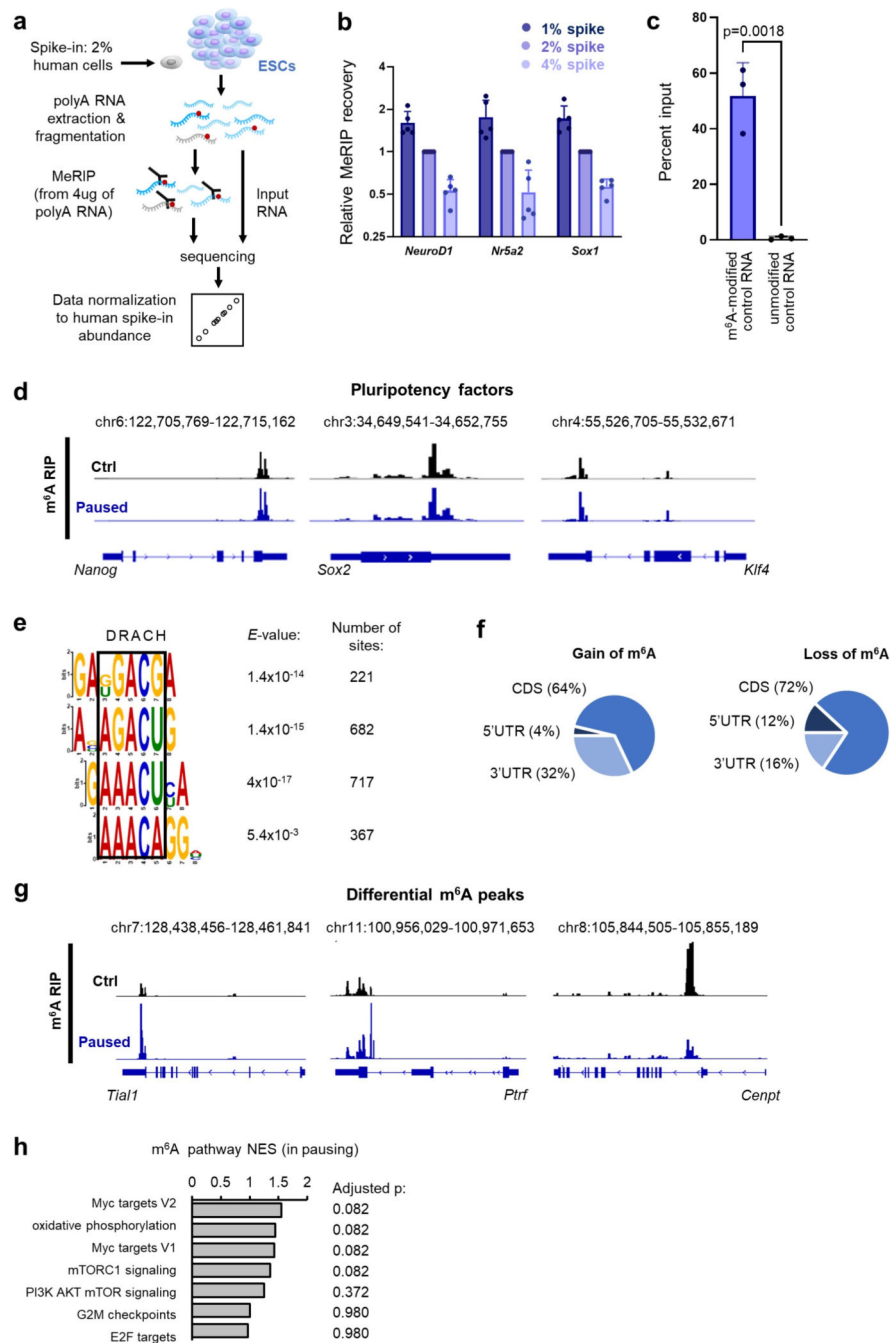 a
Spike-in: 2%
human cells
ESCs
polyA RNA
extraction &
fragmentation
MeRIP
(from 4ug of
polyA RNA)
Input
RNA
sequencing
Data normalization
to human spike-in
abundance
b
1% spike
2% spike
4% spike
Relative MeRIP recovery
4
2
1
0.5
0.25
NeuroD1
Nr5a2
Sox1
c
p=0.0018
Percent input
80
60
40
20
0
m⁶A-modified
control RNA
unmodified
control RNA
d
Pluripotency factors
chr6:122,705,769-122,715,162
chr3:34,649,541-34,652,755
chr4:55,526,705-55,532,671
m⁶A RIP
Ctrl
Paused
Nanog
Sox2
Klf4
e
DRACH
E-value:
Number of
sites:
1.4x10⁻¹⁴
221
1.4x10⁻¹⁵
682
4x10⁻¹⁷
717
5.4x10⁻³
367
f
Gain of m⁶A
CDS (64%)
5'UTR (4%)
3'UTR (32%)
Loss of m⁶A
CDS (72%)
5'UTR (12%)
3'UTR (16%)
g
Differential m⁶A peaks
chr7:128,438,456-128,461,841
chr11:100,956,029-100,971,653
chr8:105,844,505-105,855,189
m⁶A RIP
Ctrl
Paused
Tial1
Ptrf
Cenpt
h
m⁶A pathway NES (in pausing)
0 0.5 1 1.5 2
Adjusted p:
Myc targets V2 0.082
oxidative phosphorylation 0.082
Myc targets V1 0.082
mTORC1 signaling 0.082
PI3K AKT mTOR signaling 0.372
G2M checkpoints 0.980
E2F targets 0.980